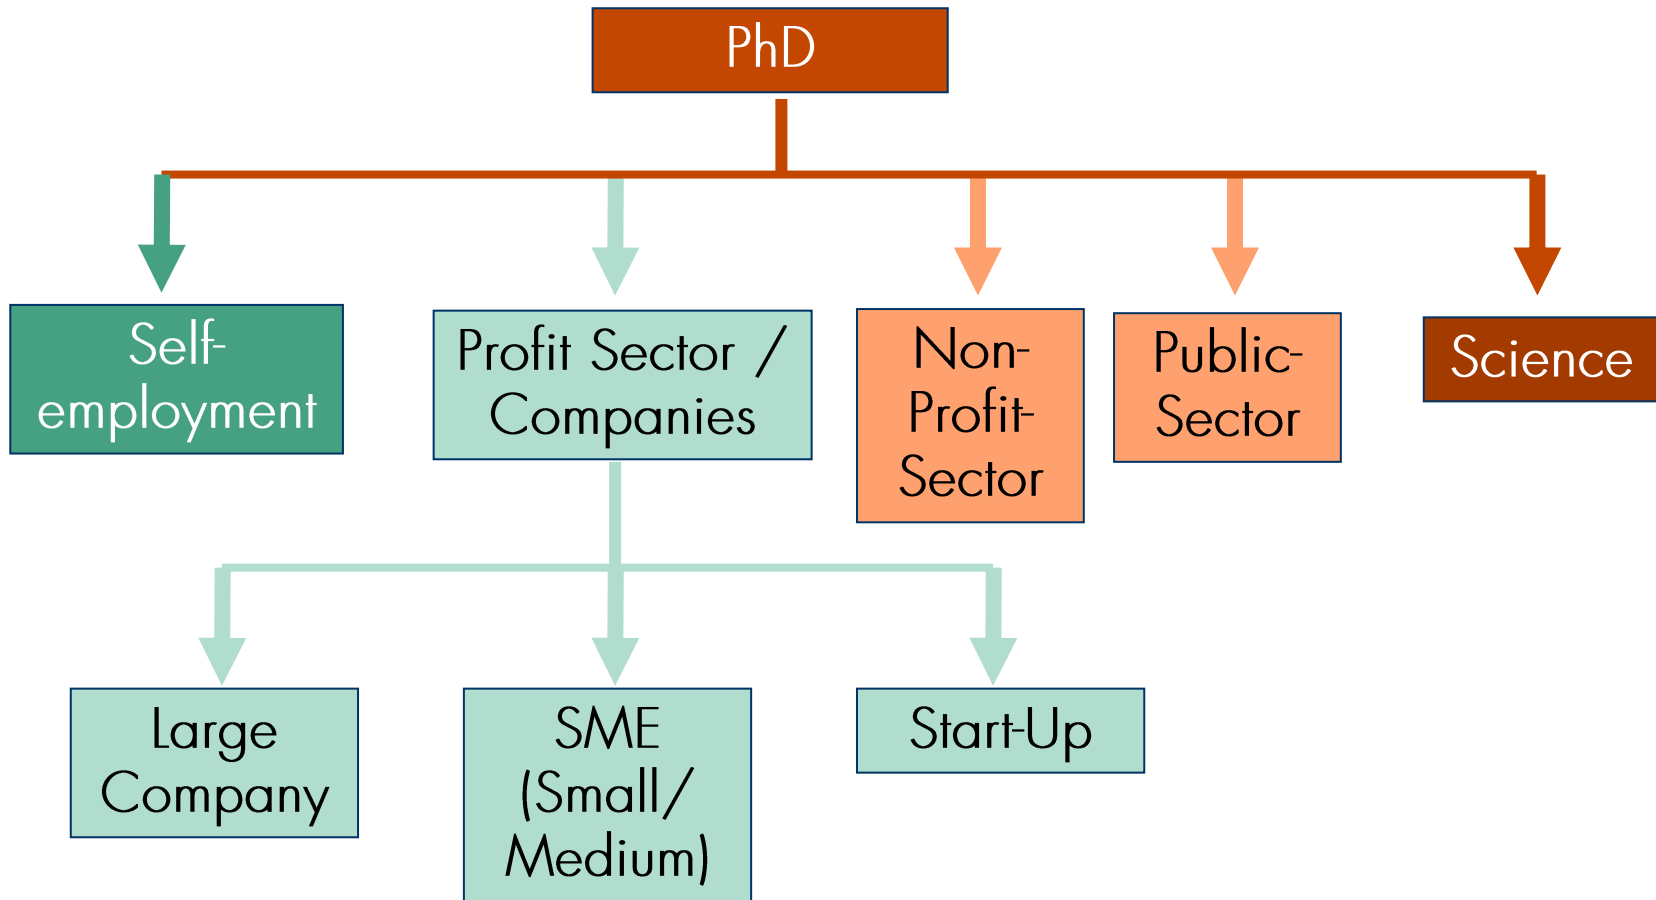 PhD
Self-
employment
Profit Sector /
Companies
Non-
Profit-
Sector
Public-
Sector
Science
Large
Company
SME
(Small/
Medium)
Start-Up